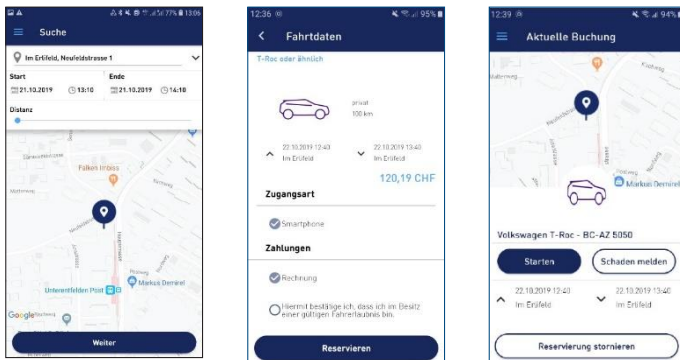 77% 13:06
Suche
Im Erlifeld, Neufeldstrasse 1
Start Ende
21.10.2019 13:10 21.10.2019 14:10
Distanz
Falken Imbiss
Unterentfelden Post
Markus Demirel
Google
Weiter
12:36 95%
Fahrtdaten
T-Roc oder ähnlich
privat
100 km
22.10.2019 12:40 22.10.2019 13:40
Im Erlifeld Im Erlifeld
120,19 CHF
Zugangsart
Smartphone
Zahlungen
Rechnung
Hiermit bestätige ich, dass ich im Besitz
einer gültigen Fahrerlaubnis bin.
Reservieren
12:39 94%
Aktuelle Buchung
Markus Demirel
Volkswagen T-Roc - BC-AZ 5050
Starten Schaden melden
22.10.2019 12:40 22.10.2019 13:40
Im Erlifeld Im Erlifeld
Reservierung stornieren